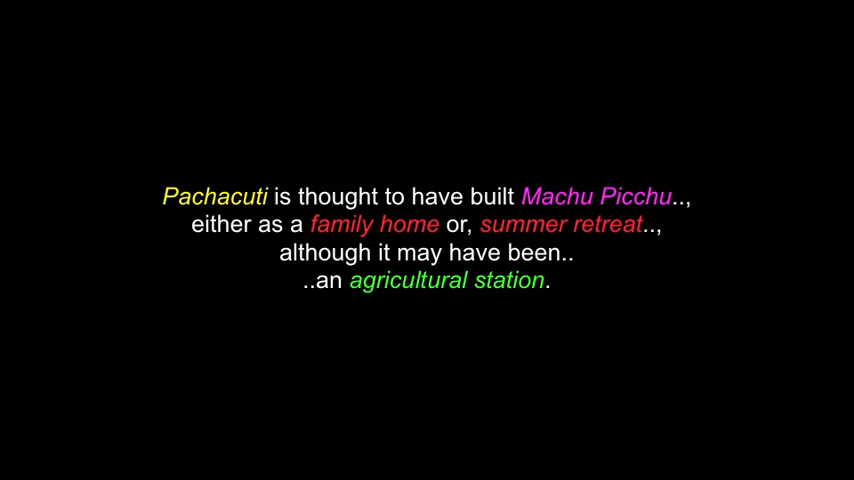 Pachacuti is thought to have built Machu Picchu..,
either as a family home or, summer retreat..,
although it may have been..
..an agricultural station.